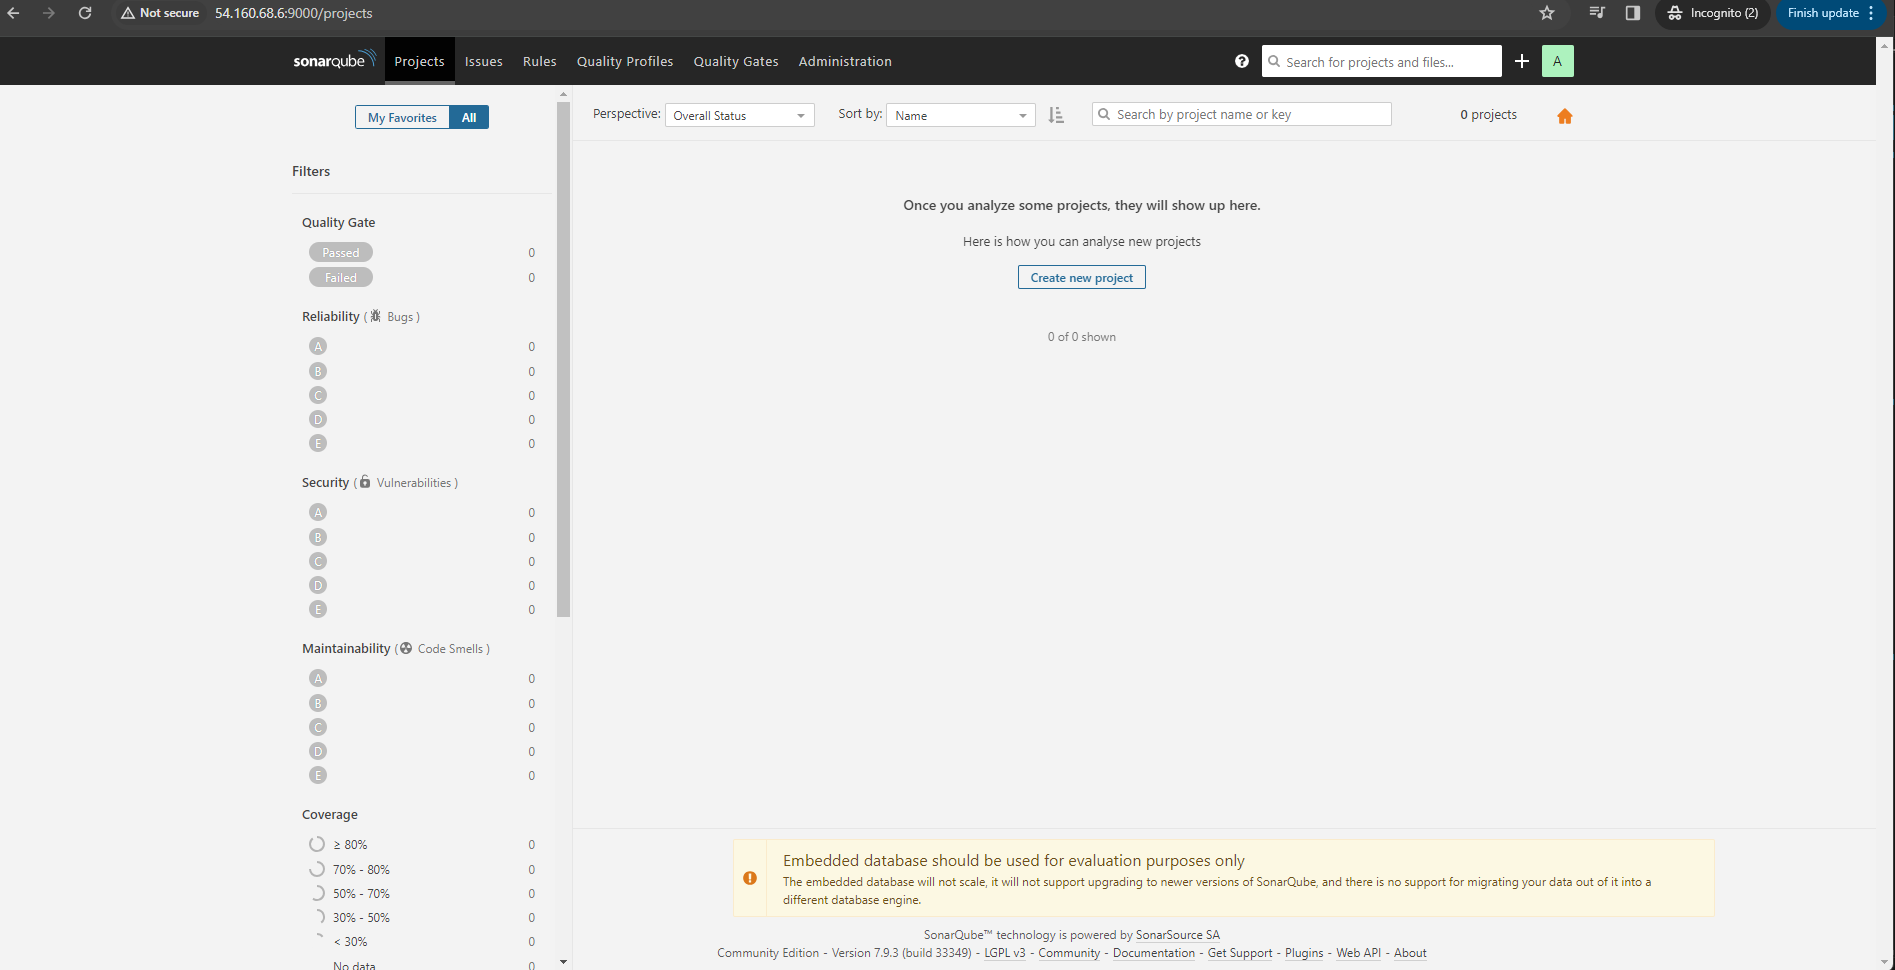 Not secure 54.160.68.6:9000/projects Incognito (2) Finish update
sonarqube Projects Issues Rules Quality Profiles Quality Gates Administration ? Search for projects and files... + A
My Favorites All
Perspective: Overall Status Sort by: Name Search by project name or key 0 projects
Filters
Once you analyze some projects, they will show up here.
Here is how you can analyse new projects
Create new project
0 of 0 shown
Quality Gate
Passed 0
Failed 0
Reliability ( Bugs )
A 0
B 0
C 0
D 0
E 0
Security ( Vulnerabilities )
A 0
B 0
C 0
D 0
E 0
Maintainability ( Code Smells )
A 0
B 0
C 0
D 0
E 0
Coverage
≥ 80% 0
70% - 80% 0
50% - 70% 0
30% - 50% 0
< 30% 0
No data 0
Embedded database should be used for evaluation purposes only
The embedded database will not scale, it will not support upgrading to newer versions of SonarQube, and there is no support for migrating your data out of it into a
different database engine.
SonarQube™ technology is powered by SonarSource SA
Community Edition - Version 7.9.3 (build 33349) - LGPL v3 - Community - Documentation - Get Support - Plugins - Web API - About